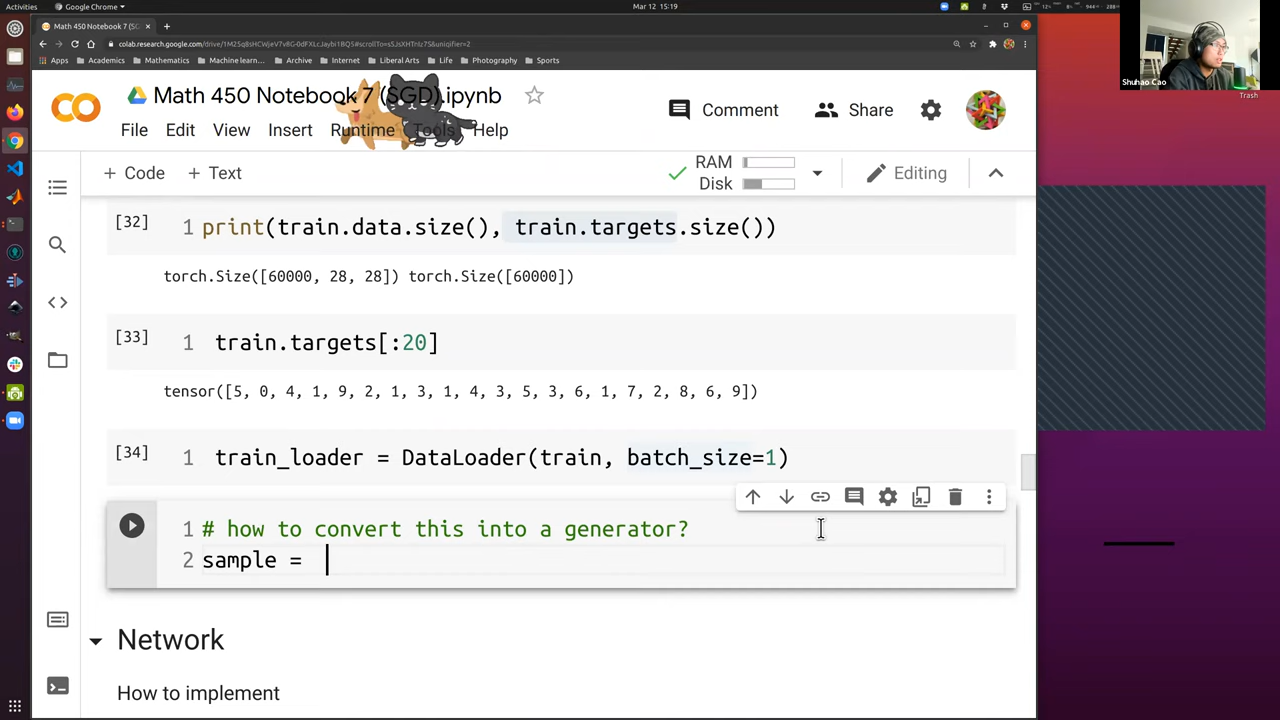 Activities
Google Chrome
Mar 12 15:19
Math 450 Notebook 7 (SG
Apps
Academics
Mathematics
Machine learn...
Archive
Internet
Liberal Arts
Life
Photography
Sports
Shuhao Cao
Trash
Math 450 Notebook 7 (SGD).ipynb
Comment
Share
File Edit View Insert Runtime Tools Help
+ Code + Text
RAM
Disk
Editing
[32] 1 print(train.data.size(), train.targets.size())
torch.Size([60000, 28, 28]) torch.Size([60000])
[33] 1 train.targets[:20]
tensor([5, 0, 4, 1, 9, 2, 1, 3, 1, 4, 3, 5, 3, 6, 1, 7, 2, 8, 6, 9])
[34] 1 train_loader = DataLoader(train, batch_size=1)
1 # how to convert this into a generator?
2 sample =
Network
How to implement